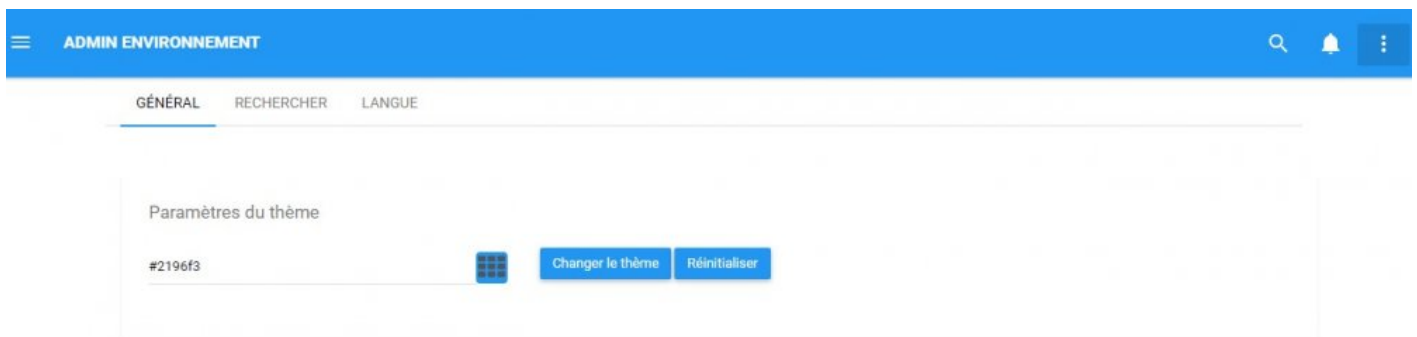 ADMIN ENVIRONNEMENT
GÉNÉRAL RECHERCHER LANGUE
Paramètres du thème
#2196f3 Changer le thème Réinitialiser